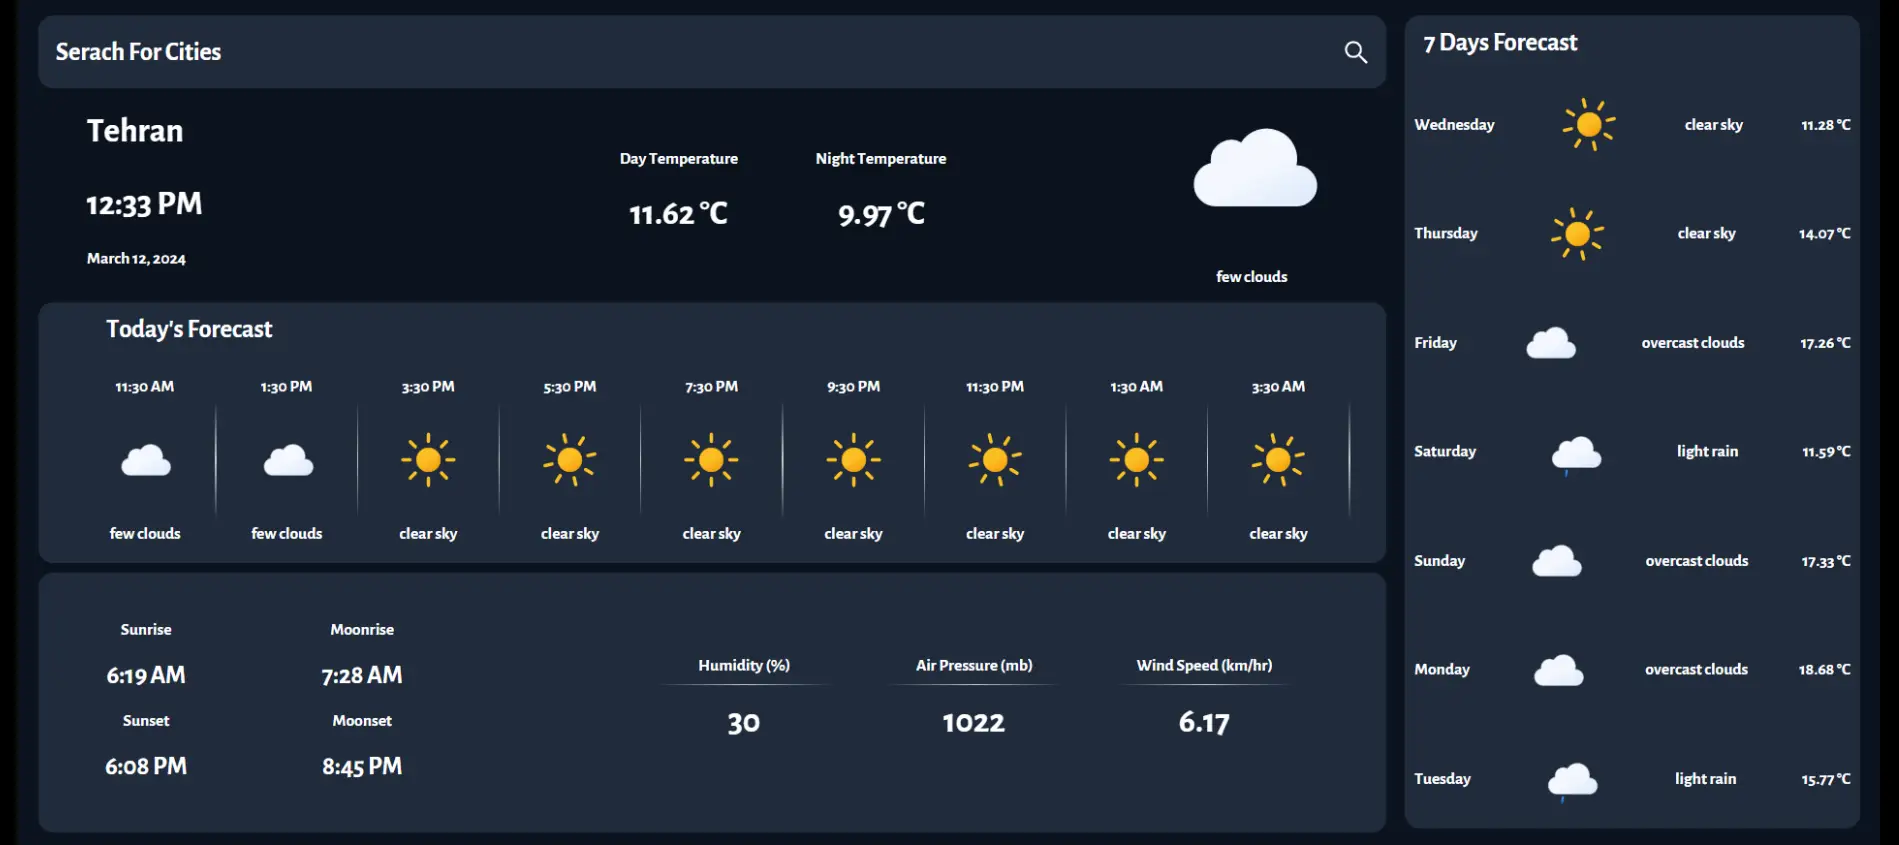 Serach For Cities
Tehran
12:33 PM
March 12, 2024
Day Temperature
11.62 °C
Night Temperature
9.97 °C
few clouds
Today's Forecast
11:30 AM 1:30 PM 3:30 PM 5:30 PM 7:30 PM 9:30 PM 11:30 PM 1:30 AM 3:30 AM
few clouds few clouds clear sky clear sky clear sky clear sky clear sky clear sky clear sky
Sunrise
6:19 AM
Sunset
6:08 PM
Moonrise
7:28 AM
Moonset
8:45 PM
Humidity (%)
30
Air Pressure (mb)
1022
Wind Speed (km/hr)
6.17
7 Days Forecast
Wednesday clear sky 11.28 °C
Thursday clear sky 14.07 °C
Friday overcast clouds 17.26 °C
Saturday light rain 11.59 °C
Sunday overcast clouds 17.33 °C
Monday overcast clouds 18.68 °C
Tuesday light rain 15.77 °C